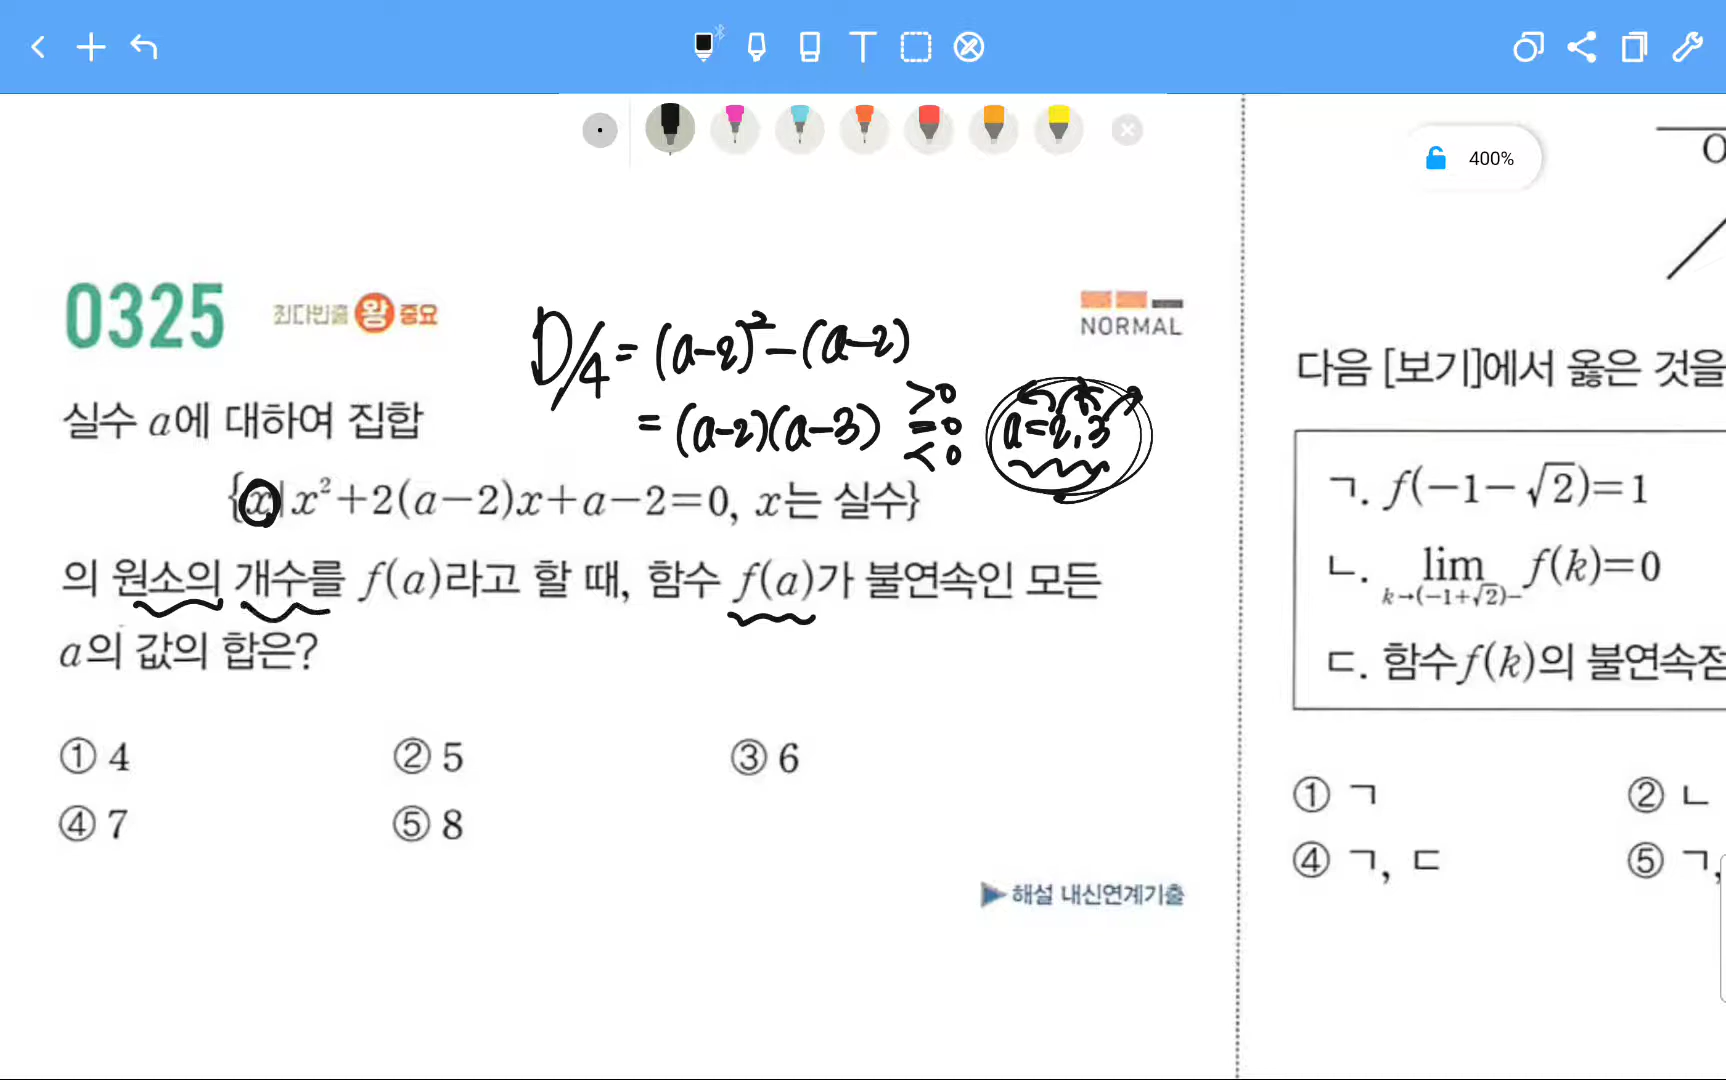 400%
0325 최다빈출 왕 중요
NORMAL
D/4 = (a-2)² - (a-2)
= (a-2)(a-3) >0 =0 <0
a=2, 3
실수 a에 대하여 집합
{x| x²+2(a-2)x+a-2=0, x는 실수}
의 원소의 개수를 f(a)라고 할 때, 함수 f(a)가 불연속인 모든
a의 값의 합은?
① 4 ② 5 ③ 6
④ 7 ⑤ 8
▶ 해설 내신연계기출
O
다음 [보기]에서 옳은 것을
ㄱ. f(-1-√2)=1
ㄴ. lim k→(-1+√2)- f(k)=0
ㄷ. 함수 f(k)의 불연속점
① ㄱ ② ㄴ
④ ㄱ, ㄷ ⑤ ㄱ,